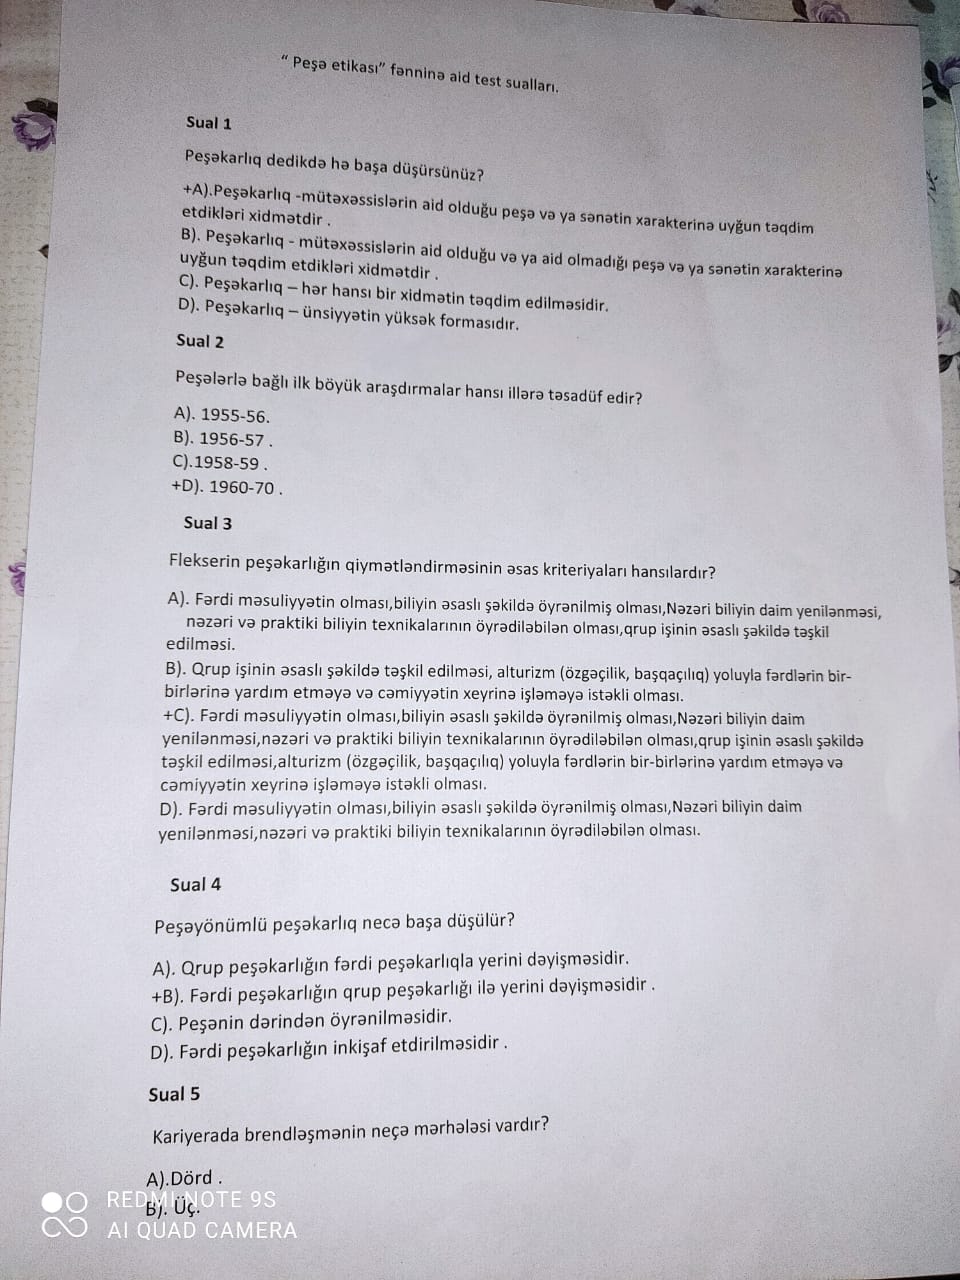 “ Peşə etikası” fənninə aid test sualları.
Sual 1
Peşəkarlıq dedikdə hə başa düşürsünüz?
+A).Peşəkarlıq -mütəxəssislərin aid olduğu peşə və ya sənətin xarakterinə uyğun təqdim
etdikləri xidmətdir .
B). Peşəkarlıq - mütəxəssislərin aid olduğu və ya aid olmadığı peşə və ya sənətin xarakterinə
uyğun təqdim etdikləri xidmətdir .
C). Peşəkarlıq – hər hansı bir xidmətin təqdim edilməsidir.
D). Peşəkarlıq – ünsiyyətin yüksək formasıdır.
Sual 2
Peşələrlə bağlı ilk böyük araşdırmalar hansı illərə təsadüf edir?
A). 1955-56.
B). 1956-57 .
C).1958-59 .
+D). 1960-70 .
Sual 3
Flekserin peşəkarlığın qiymətləndirməsinin əsas kriteriyaları hansılardır?
A). Fərdi məsuliyyətin olması,biliyin əsaslı şəkildə öyrənilmiş olması,Nəzəri biliyin daim yenilənməsi,
nəzəri və praktiki biliyin texnikalarının öyrədiləbilən olması,qrup işinin əsaslı şəkildə təşkil
edilməsi.
B). Qrup işinin əsaslı şəkildə təşkil edilməsi, alturizm (özgəçilik, başqaçılıq) yoluyla fərdlərin bir-
birlərinə yardım etməyə və cəmiyyətin xeyrinə işləməyə istəkli olması.
+C). Fərdi məsuliyyətin olması,biliyin əsaslı şəkildə öyrənilmiş olması,Nəzəri biliyin daim
yenilənməsi,nəzəri və praktiki biliyin texnikalarının öyrədiləbilən olması,qrup işinin əsaslı şəkildə
təşkil edilməsi,alturizm (özgəçilik, başqaçılıq) yoluyla fərdlərin bir-birlərinə yardım etməyə və
cəmiyyətin xeyrinə işləməyə istəkli olması.
D). Fərdi məsuliyyətin olması,biliyin əsaslı şəkildə öyrənilmiş olması,Nəzəri biliyin daim
yenilənməsi,nəzəri və praktiki biliyin texnikalarının öyrədiləbilən olması.
Sual 4
Peşəyönümlü peşəkarlıq necə başa düşülür?
A). Qrup peşəkarlığın fərdi peşəkarlıqla yerini dəyişməsidir.
+B). Fərdi peşəkarlığın qrup peşəkarlığı ilə yerini dəyişməsidir .
C). Peşənin dərindən öyrənilməsidir.
D). Fərdi peşəkarlığın inkişaf etdirilməsidir .
Sual 5
Kariyerada brendləşmənin neçə mərhələsi vardır?
A).Dörd .
B). Üç.
REDMI NOTE 9S
AI QUAD CAMERA